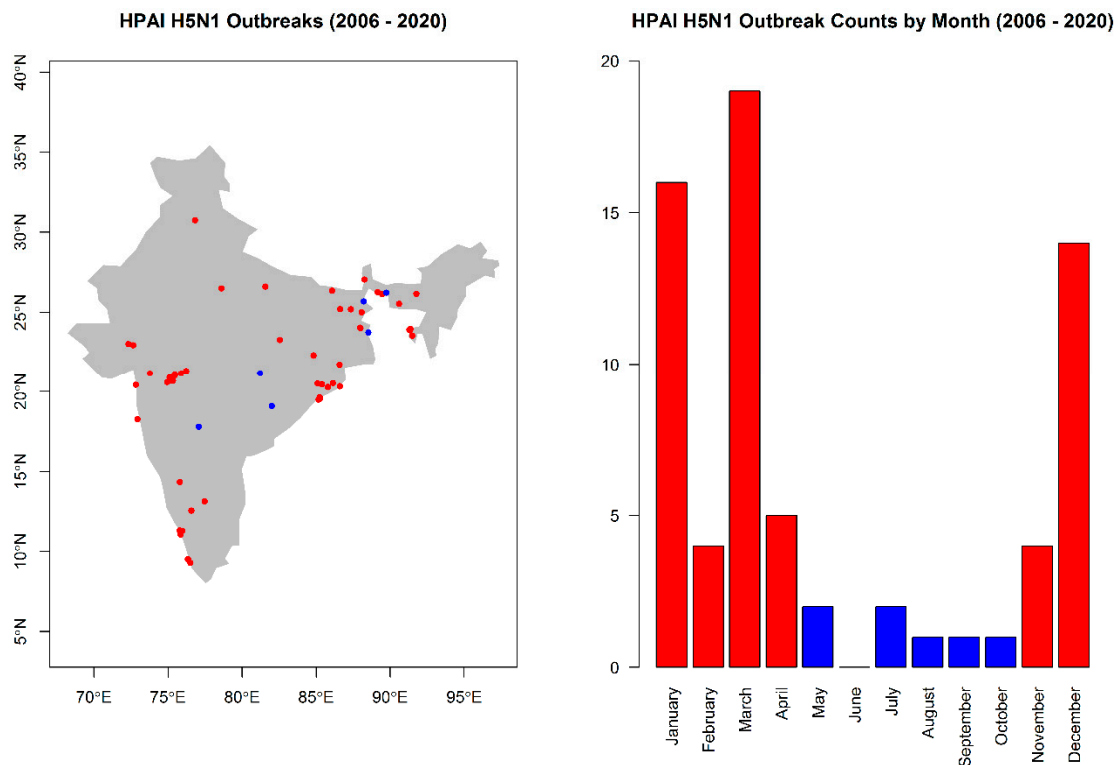 HPAI H5N1 Outbreaks (2006 - 2020)
40°N
35°N
30°N
25°N
20°N
15°N
10°N
5°N
70°E 75°E 80°E 85°E 90°E 95°E
HPAI H5N1 Outbreak Counts by Month (2006 - 2020)
20
15
10
5
0
January
February
March
April
May
June
July
August
September
October
November
December